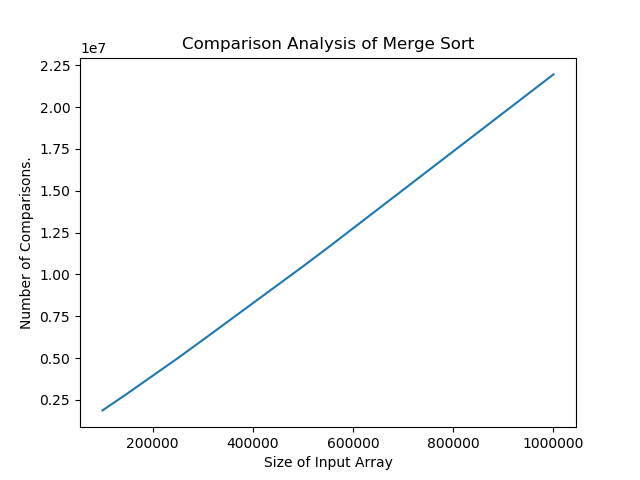 Comparison Analysis of Merge Sort
1e7
2.25
2.00
1.75
1.50
1.25
1.00
0.75
0.50
0.25
Number of Comparisons.
200000 400000 600000 800000 1000000
Size of Input Array